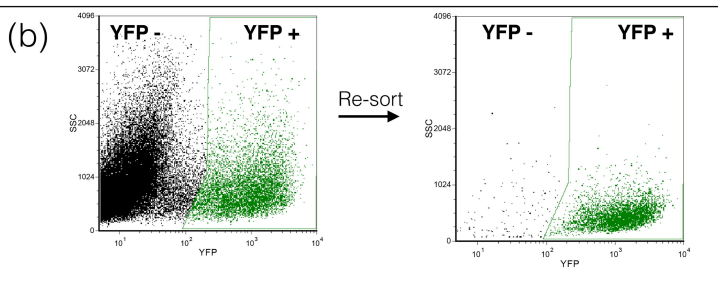 (b)
YFP -
YFP +
4096
3072
2048
1024
0
SSC
10¹
10²
10³
10⁴
YFP
Re-sort
YFP -
YFP +
4096
3072
2048
1024
0
SSC
10¹
10²
10³
10⁴
YFP